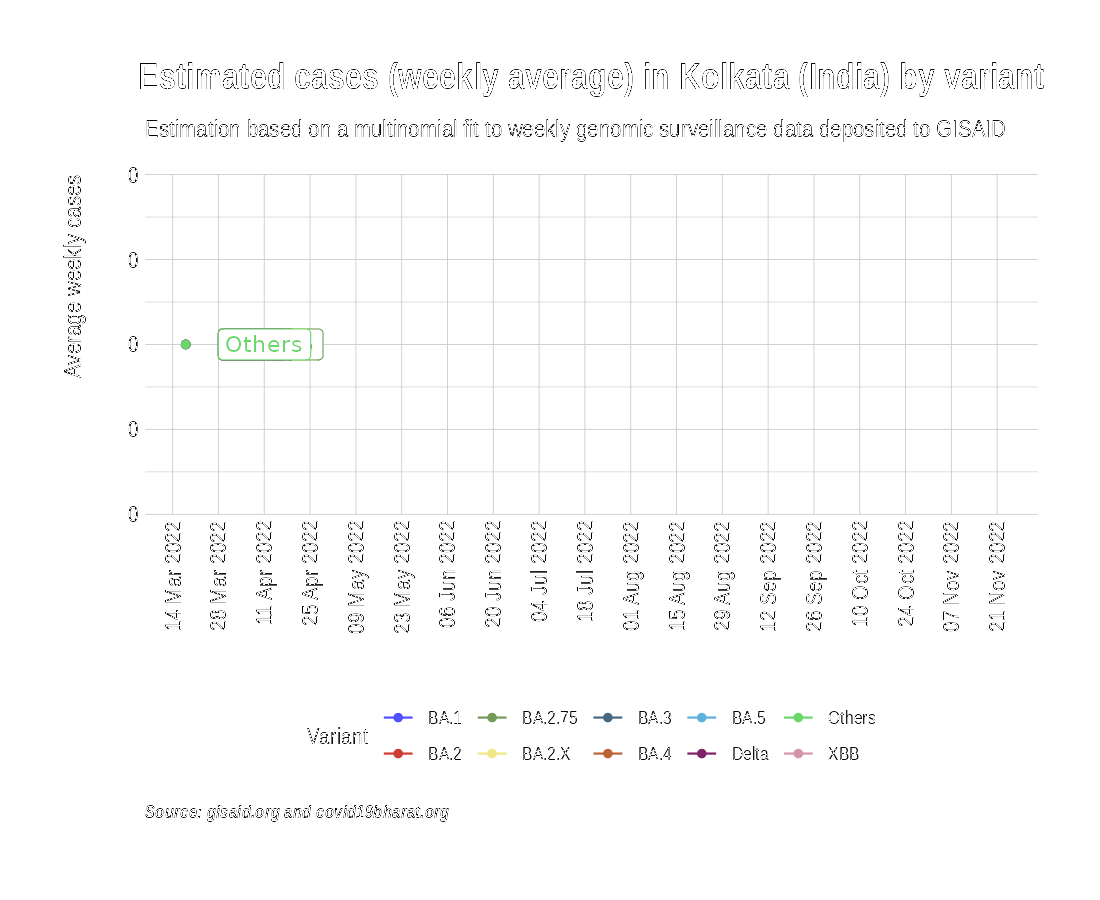 Estimated cases (weekly average) in Kolkata (India) by variant
Estimation based on a multinomial fit to weekly genomic surveillance data deposited to GISAID
Average weekly cases
0
0
0
0
0
Others
14 Mar 2022
28 Mar 2022
11 Apr 2022
25 Apr 2022
09 May 2022
23 May 2022
06 Jun 2022
20 Jun 2022
04 Jul 2022
18 Jul 2022
01 Aug 2022
15 Aug 2022
29 Aug 2022
12 Sep 2022
26 Sep 2022
10 Oct 2022
24 Oct 2022
07 Nov 2022
21 Nov 2022
Variant
BA.1 BA.2.75 BA.3 BA.5 Others
BA.2 BA.2.X BA.4 Delta XBB
Source: gisaid.org and covid19bharat.org